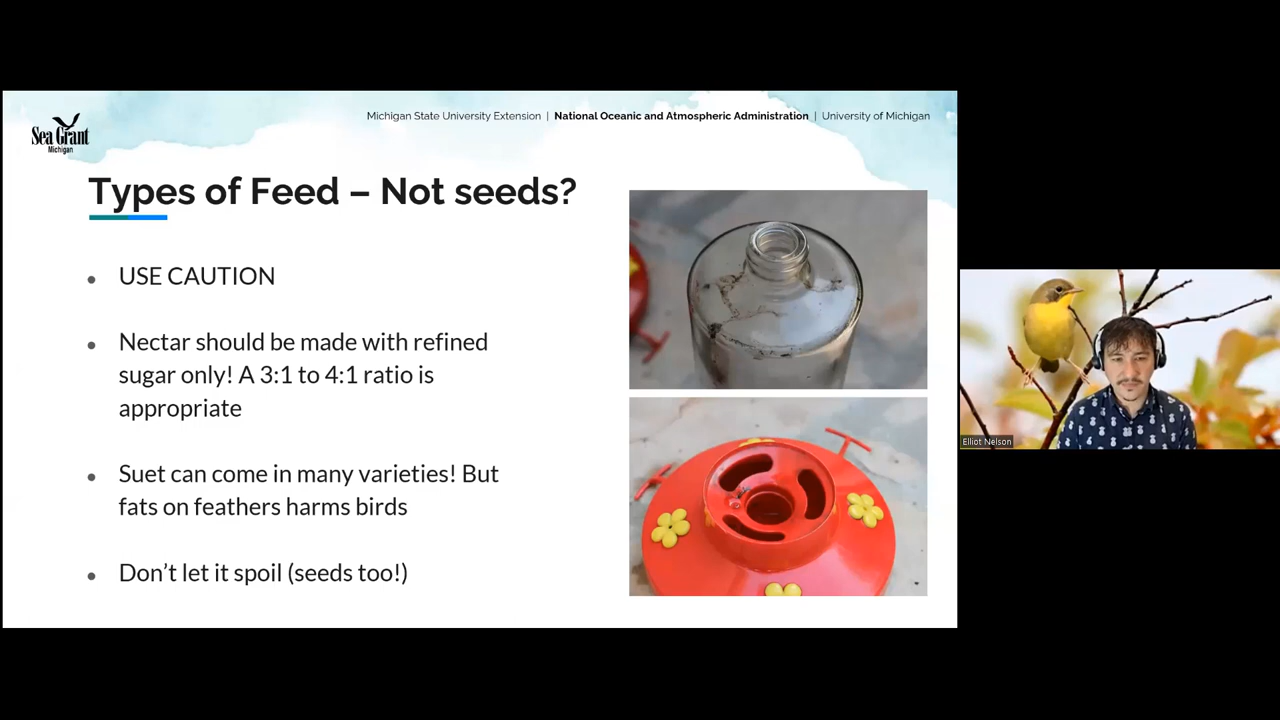 Michigan State University Extension | National Oceanic and Atmospheric Administration | University of Michigan
Sea Grant
Michigan
Types of Feed – Not seeds?
• USE CAUTION
• Nectar should be made with refined
sugar only! A 3:1 to 4:1 ratio is
appropriate
• Suet can come in many varieties! But
fats on feathers harms birds
• Don’t let it spoil (seeds too!)
Elliot Nelson